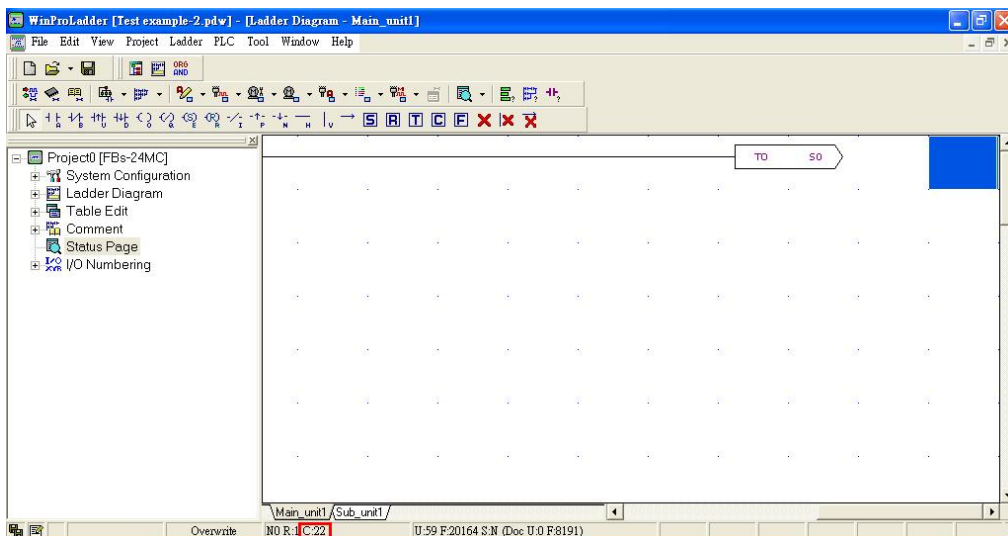 WinProLadder [Test example-2.pdw] - [Ladder Diagram - Main_unit1]
File Edit View Project Ladder PLC Tool Window Help
ORG
AND
S R T C F
Project0 [FBs-24MC]
System Configuration
Ladder Diagram
Table Edit
Comment
Status Page
I/O Numbering
TO S0
Main_unit1 Sub_unit1
Overwrite N0 R:1 C:22 U:59 F:20164 S:N (Doc U:0 F:8191)